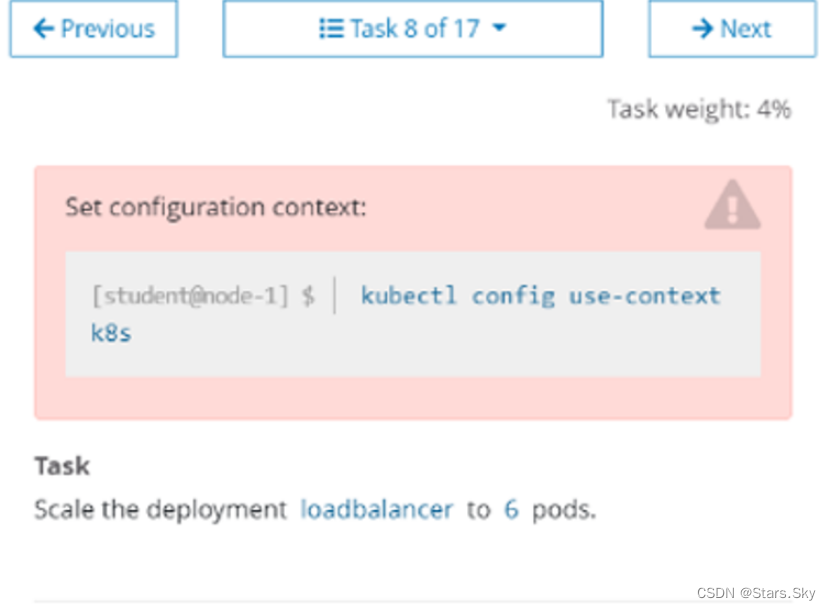 Previous
Task 8 of 17
Next
Task weight: 4%
Set configuration context:
[student@node-1] $ | kubectl config use-context
k8s
Task
Scale the deployment loadbalancer to 6 pods.
CSDN @Stars.Sky